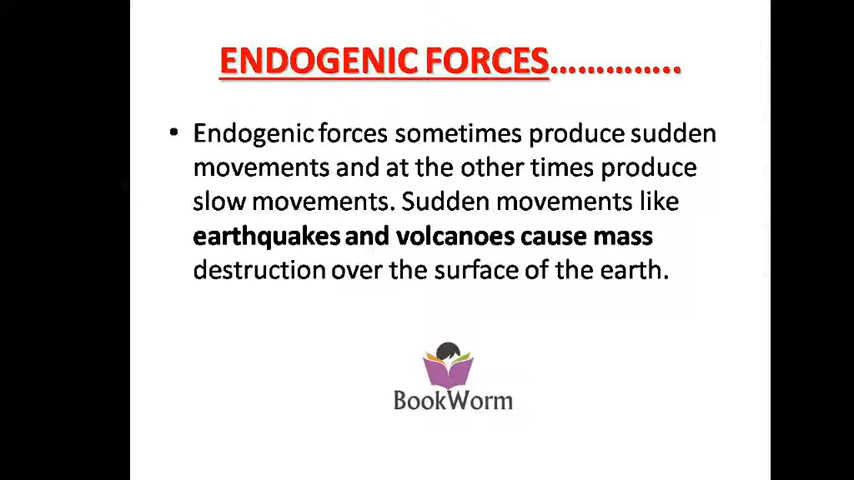 ENDOGENIC FORCES…………..
• Endogenic forces sometimes produce sudden
movements and at the other times produce
slow movements. Sudden movements like
earthquakes and volcanoes cause mass
destruction over the surface of the earth.
BookWorm